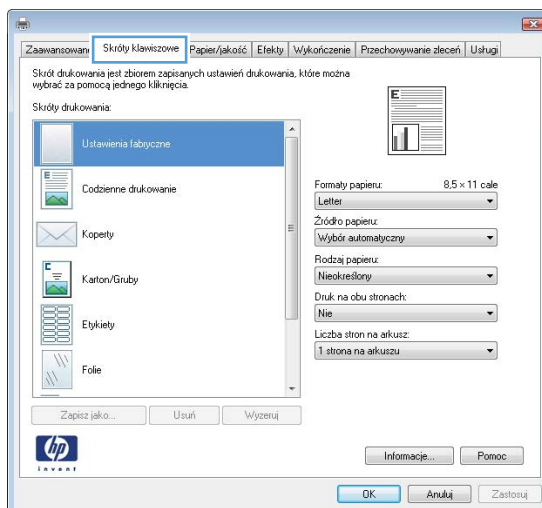 Zaawansowane
Skróty klawiszowe
Papier/jakość
Efekty
Wykończenie
Przechowywanie zleceń
Usługi
Skrót drukowania jest zbiorem zapisanych ustawień drukowania, które można
wybrać za pomocą jednego kliknięcia.
Skróty drukowania:
Ustawienia fabryczne
Codzienne drukowanie
Koperty
Karton/Gruby
Etykiety
Folie
Formaty papieru: 8,5 × 11 cale
Letter
Źródło papieru:
Wybór automatyczny
Rodzaj papieru:
Nieokreślony
Druk na obu stronach:
Nie
Liczba stron na arkusz:
1 strona na arkuszu
Zapisz jako...
Usuń
Wyzeruj
hp
invent
Informacje...
Pomoc
OK
Anuluj
Zastosuj